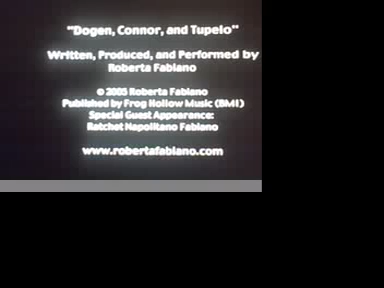 "Dogen, Connor, and Tupelo"
Written, Produced, and Performed by
Roberta Fabiano
© 2005 Roberta Fabiano
Published by Frog Hollow Music (BMI)
Special Guest Appearance:
Ratchet Napolitano Fabiano
www.robertafabiano.com